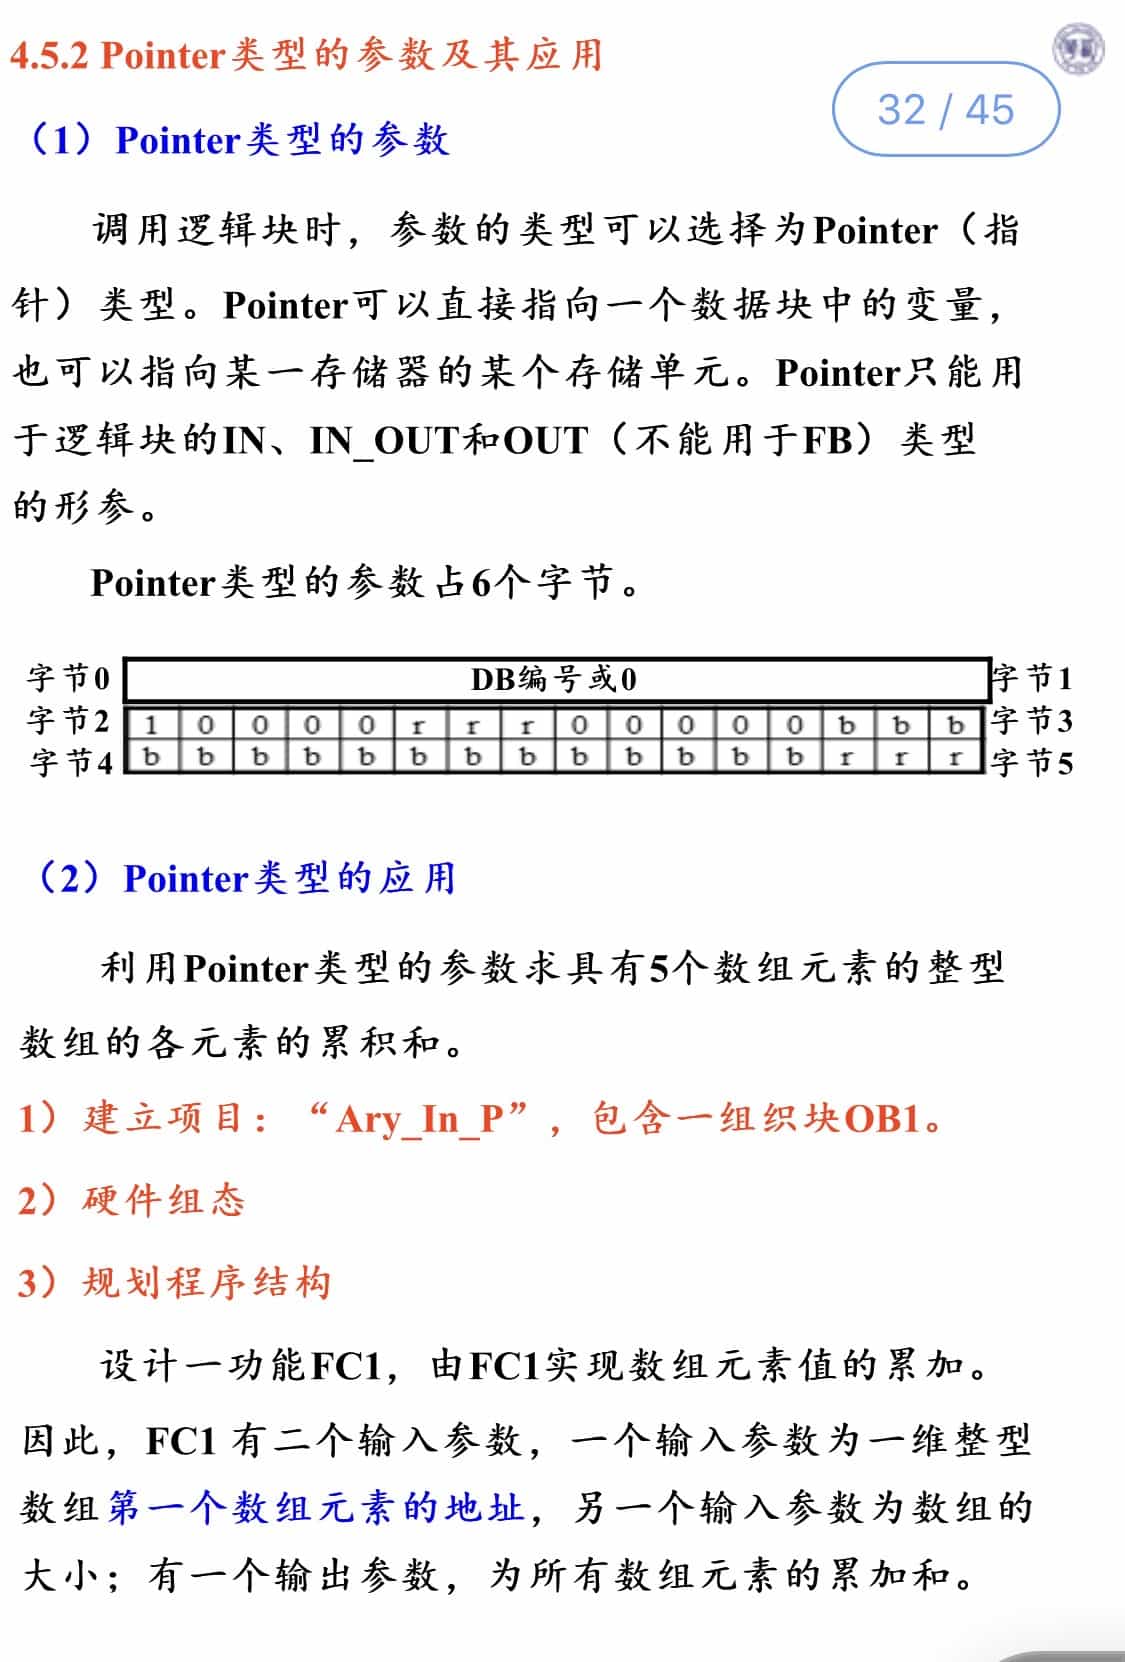 4.5.2 Pointer类型的参数及其应用
32 / 45
（1）Pointer类型的参数
调用逻辑块时，参数的类型可以选择为Pointer（指
针）类型。Pointer可以直接指向一个数据块中的变量，
也可以指向某一存储器的某个存储单元。Pointer只能用
于逻辑块的IN、IN_OUT和OUT（不能用于FB）类型
的形参。
Pointer类型的参数占6个字节。
字节0 DB编号或0 字节1
字节2 1 0 0 0 0 r r r 0 0 0 0 0 b b b 字节3
字节4 b b b b b b b b b b b b b r r r 字节5
（2）Pointer类型的应用
利用Pointer类型的参数求具有5个数组元素的整型
数组的各元素的累积和。
1）建立项目：“Ary_In_P”，包含一组织块OB1。
2）硬件组态
3）规划程序结构
设计一功能FC1，由FC1实现数组元素值的累加。
因此，FC1 有二个输入参数，一个输入参数为一维整型
数组第一个数组元素的地址，另一个输入参数为数组的
大小；有一个输出参数，为所有数组元素的累加和。